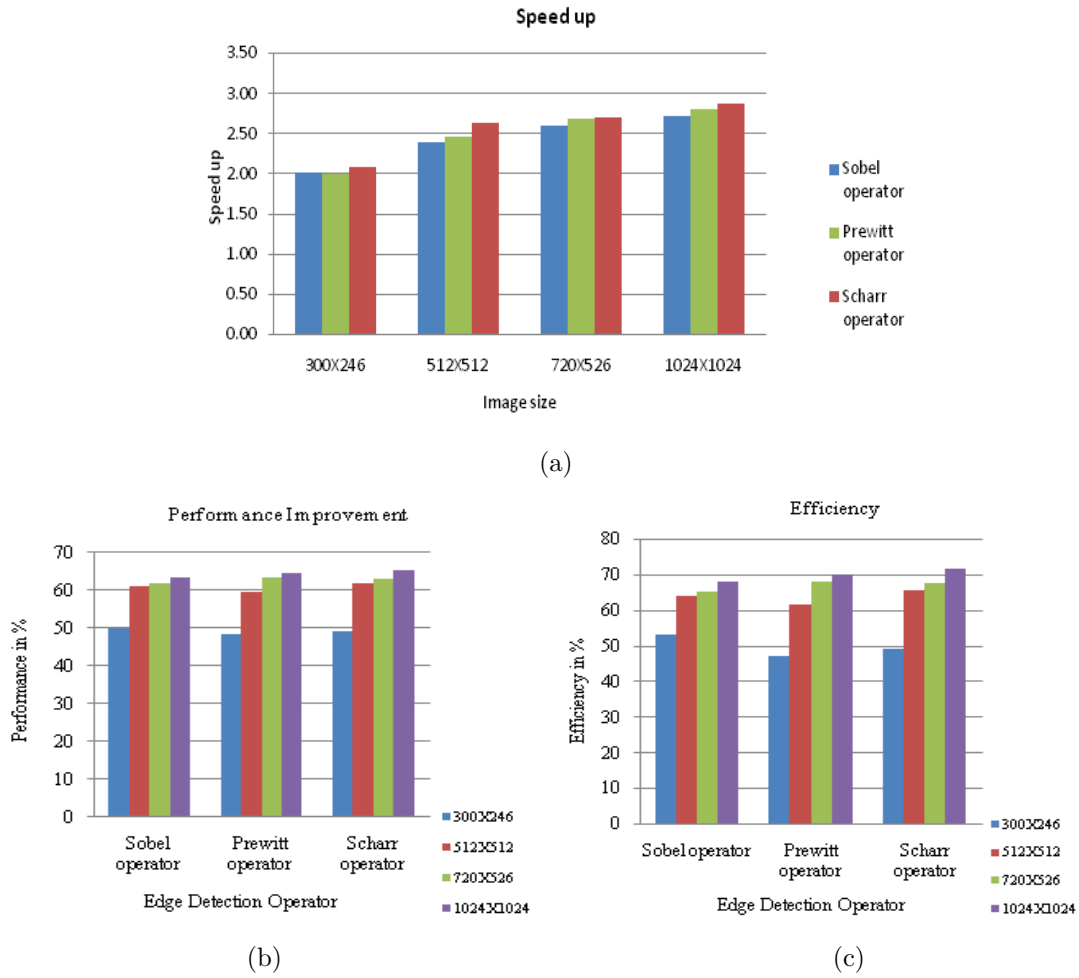 Speed up
3.50
3.00
2.50
2.00
1.50
1.00
0.50
0.00
Speed up
300X246 512X512 720X526 1024X1024
Image size
Sobel
operator
Prewitt
operator
Scharr
operator
(a)
Performance Improvement
70
60
50
40
30
20
10
0
Performance in %
Sobel
operator
Prewitt
operator
Scharr
operator
Edge Detection Operator
300X246
512X512
720X526
1024X1024
(b)
Efficiency
80
70
60
50
40
30
20
10
0
Efficiency in %
Sobel operator
Prewitt
operator
Scharr
operator
Edge Detection Operator
300X246
512X512
720X526
1024X1024
(c)